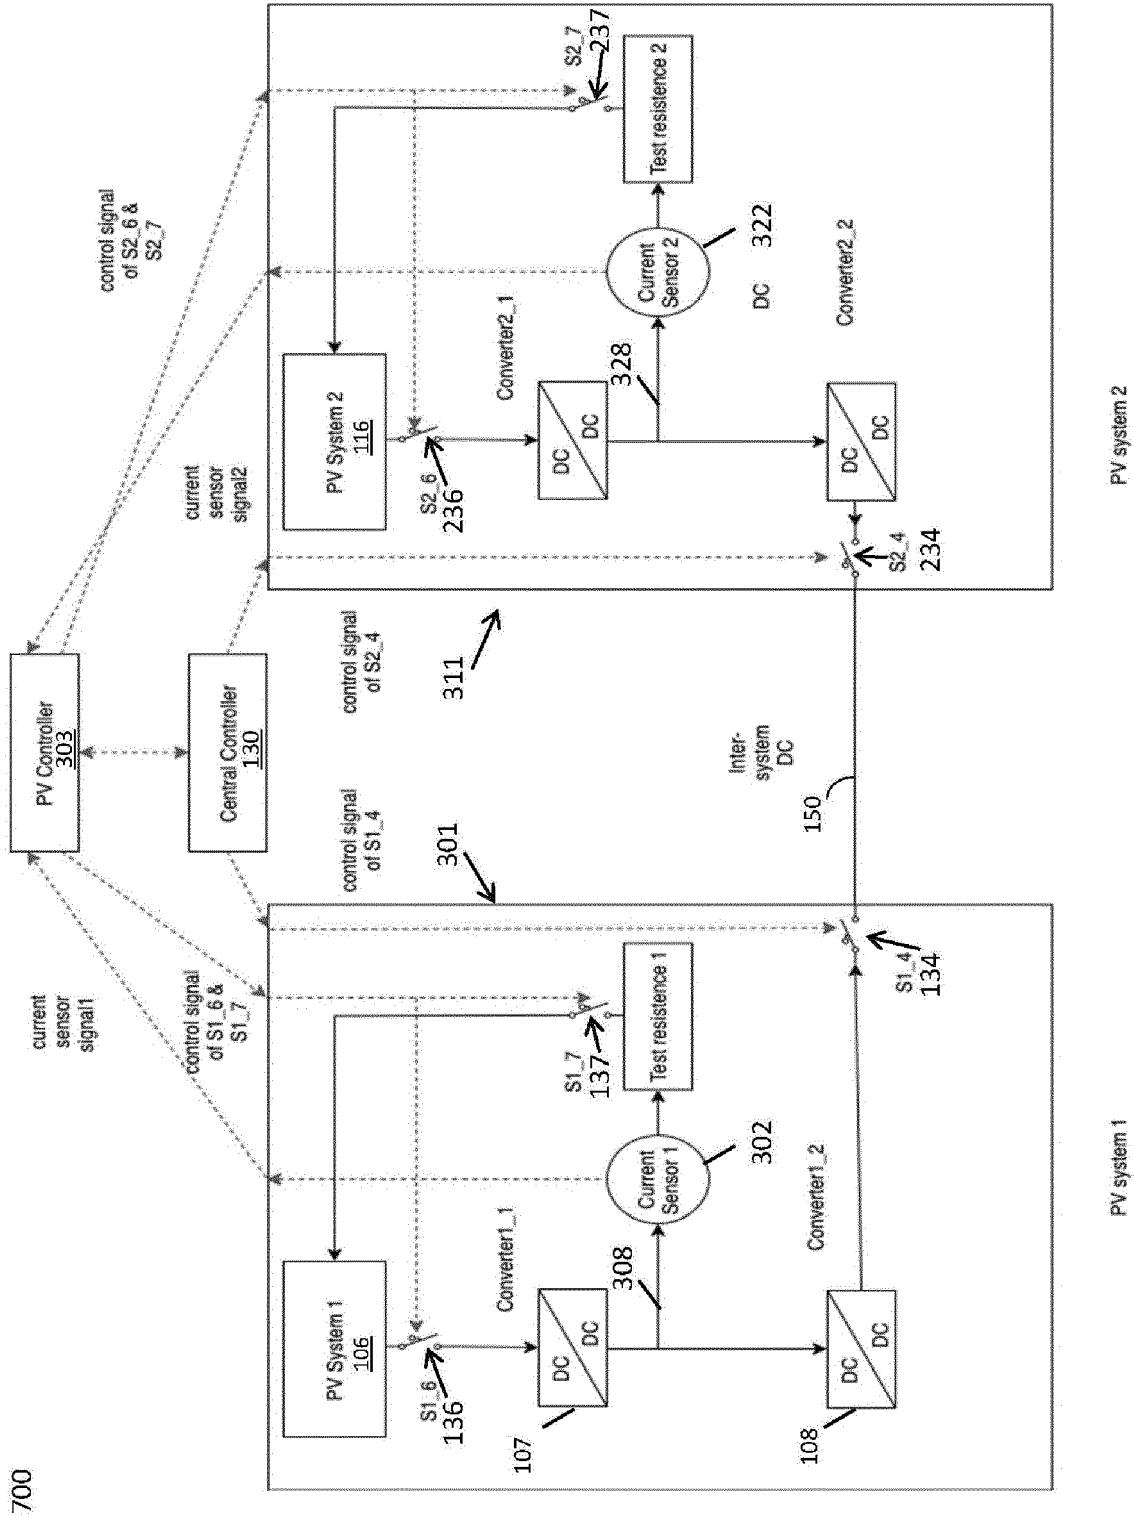 700
PV Controller
303
Central Controller
130
current
sensor
signal1
control signal
of S1_6 &
S1_7
control signal
of S1_4
control signal
of S2_4
current
sensor
signal2
control signal
of S2_6 &
S2_7
301
PV System 1
106
S1_6
136
Converter1_1
DC
DC
107
308
Current
Sensor 1
302
Test resistence 1
S1_7
137
Converter1_2
DC
DC
108
S1_4
134
PV system 1
Inter-
system
DC
150
311
PV System 2
116
S2_6
236
Converter2_1
DC
DC
328
Current
Sensor 2
322
Test resistence 2
S2_7
237
DC
Converter2_2
DC
DC
S2_4
234
PV system 2